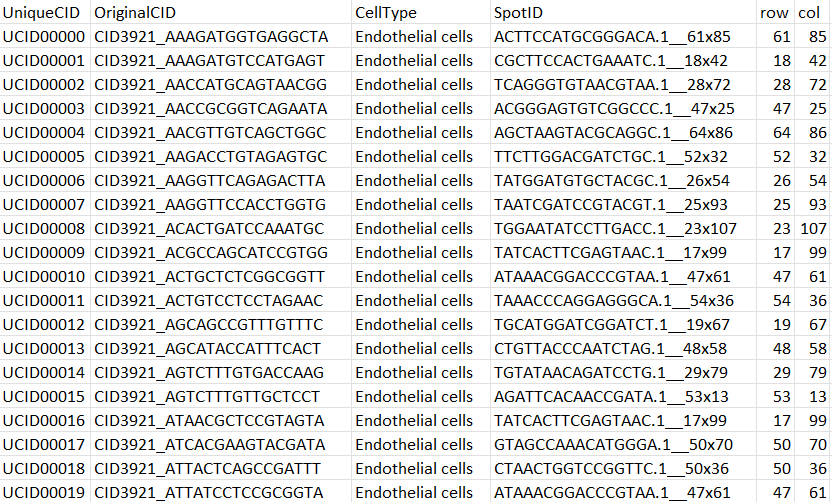 UniqueCID OriginalCID CellType SpotID row col
UCID00000 CID3921_AAAGATGGTGAGGCTA Endothelial cells ACTTCCATGCGGGACA.1__61x85 61 85
UCID00001 CID3921_AAAGATGTCCATGAGT Endothelial cells CGCTTCCACTGAAATC.1__18x42 18 42
UCID00002 CID3921_AACCATGCAGTAACGG Endothelial cells TCAGGGTGTAACGTAA.1__28x72 28 72
UCID00003 CID3921_AACCGCGGTCAGAATA Endothelial cells ACGGGAGTGTCGGCCC.1__47x25 47 25
UCID00004 CID3921_AACGTTGTCAGCTGGC Endothelial cells AGCTAAGTACGCAGGC.1__64x86 64 86
UCID00005 CID3921_AAGACCTGTAGAGTGC Endothelial cells TTCTTGGACGATCTGC.1__52x32 52 32
UCID00006 CID3921_AAGGTTCAGAGACTTA Endothelial cells TATGGATGTGCTACGC.1__26x54 26 54
UCID00007 CID3921_AAGGTTCCACCTGGTG Endothelial cells TAATCGATCCGTACGT.1__25x93 25 93
UCID00008 CID3921_ACACTGATCCAAATGC Endothelial cells TGGAATATCCTTGACC.1__23x107 23 107
UCID00009 CID3921_ACGCCAGCATCCGTGG Endothelial cells TATCACTTCGAGTAAC.1__17x99 17 99
UCID00010 CID3921_ACTGCTCTCGGCGGTT Endothelial cells ATAAACGGACCCGTAA.1__47x61 47 61
UCID00011 CID3921_ACTGTCCTCCTAGAAC Endothelial cells TAAACCCAGGAGGGCA.1__54x36 54 36
UCID00012 CID3921_AGCAGCCGTTTGTTTC Endothelial cells TGCATGGATCGGATCT.1__19x67 19 67
UCID00013 CID3921_AGCATACCATTTCACT Endothelial cells CTGTTACCCAATCTAG.1__48x58 48 58
UCID00014 CID3921_AGTCTTTGTGACCAAG Endothelial cells TGTATAACAGATCCTG.1__29x79 29 79
UCID00015 CID3921_AGTCTTTGTTGCTCCT Endothelial cells AGATTCACAACCGATA.1__53x13 53 13
UCID00016 CID3921_ATAACGCTCCGTAGTA Endothelial cells TATCACTTCGAGTAAC.1__17x99 17 99
UCID00017 CID3921_ATCACGAAGTACGATA Endothelial cells GTAGCCAAACATGGGA.1__50x70 50 70
UCID00018 CID3921_ATTACTCAGCCGATTT Endothelial cells CTAACTGGTCCGGTTC.1__50x36 50 36
UCID00019 CID3921_ATTATCCTCCGCGGTA Endothelial cells ATAAACGGACCCGTAA.1__47x61 47 61